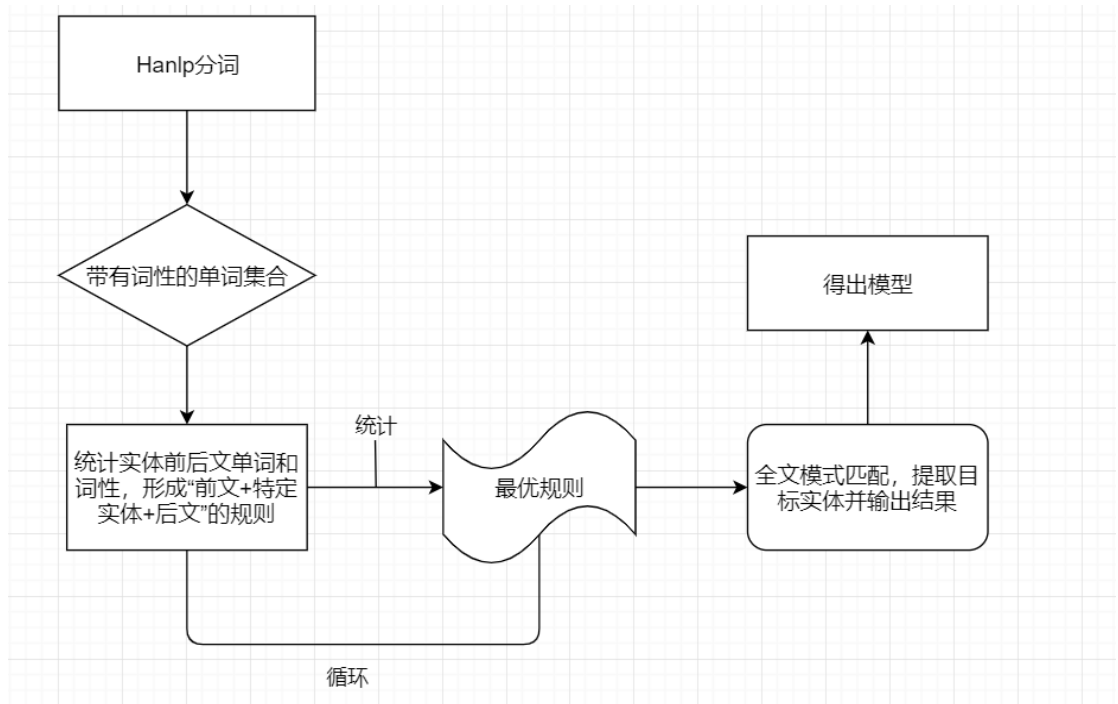 Hanlp分词
带有词性的单词集合
统计实体前后文单词和
词性，形成“前文+特定
实体+后文”的规则
统计
最优规则
循环
全文模式匹配，提取目
标实体并输出结果
得出模型